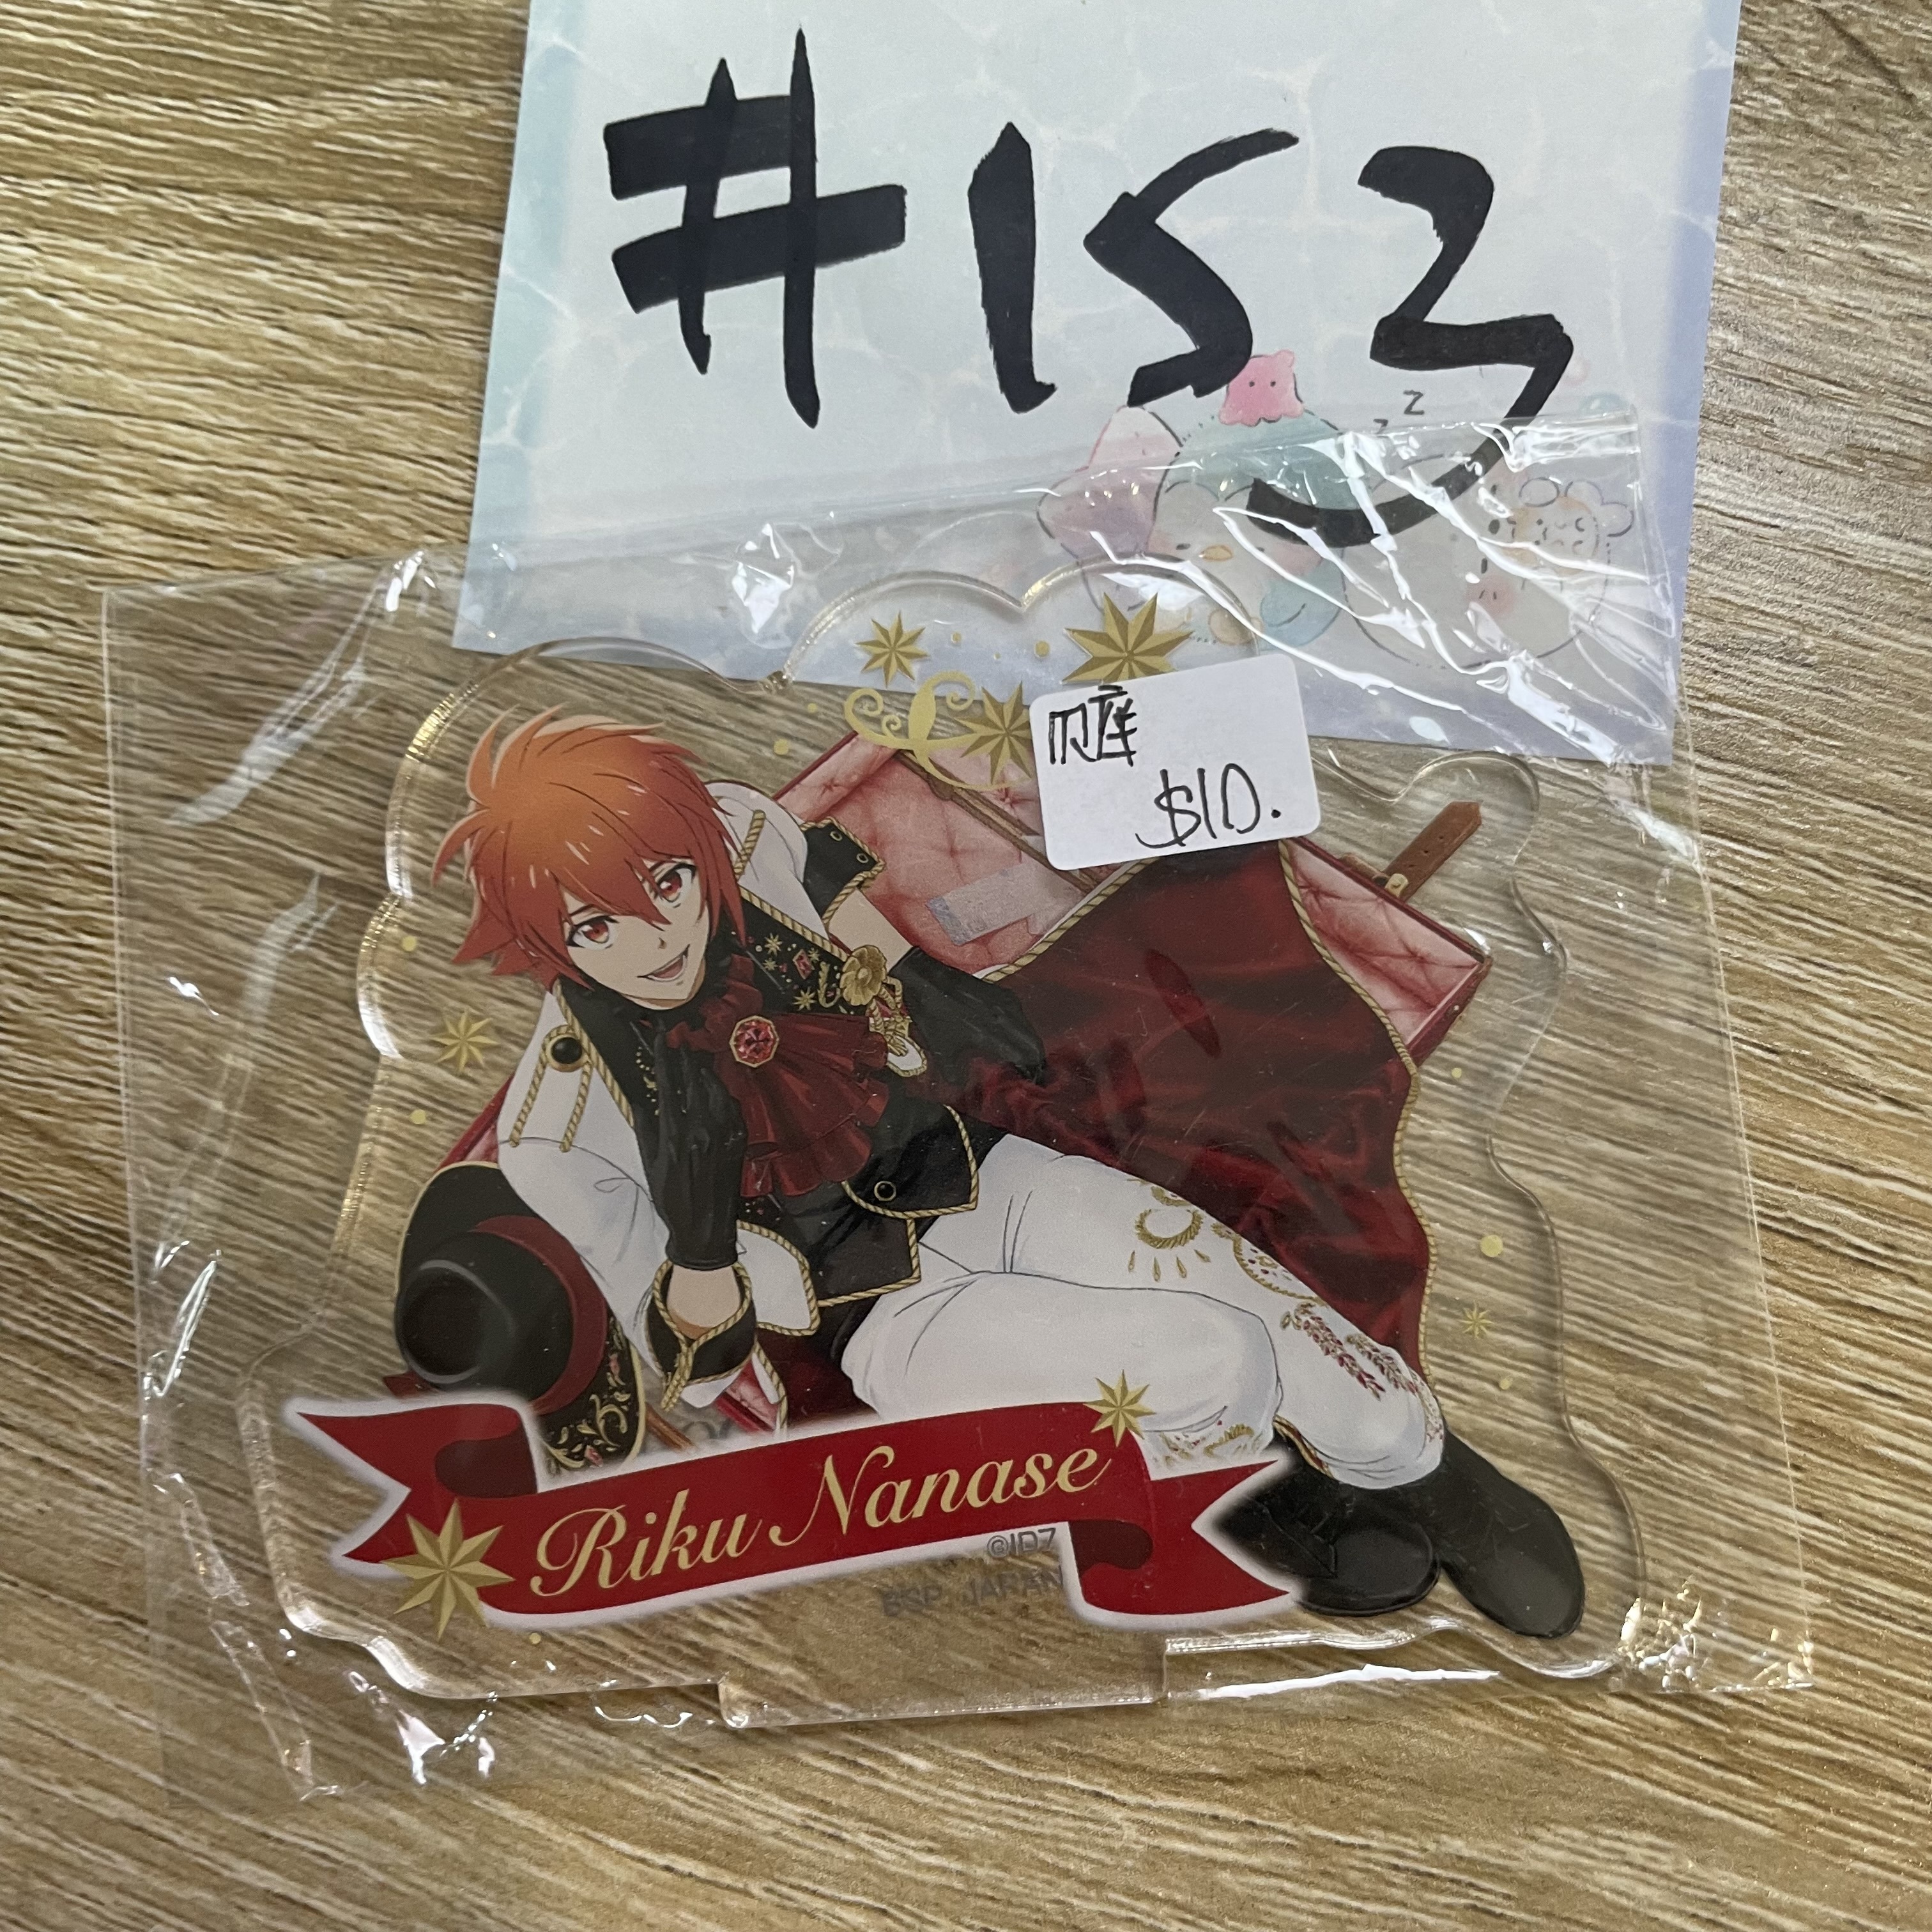 #153
z
z
$10.
Riku Nanase
©ID7
BSP, JAPAN